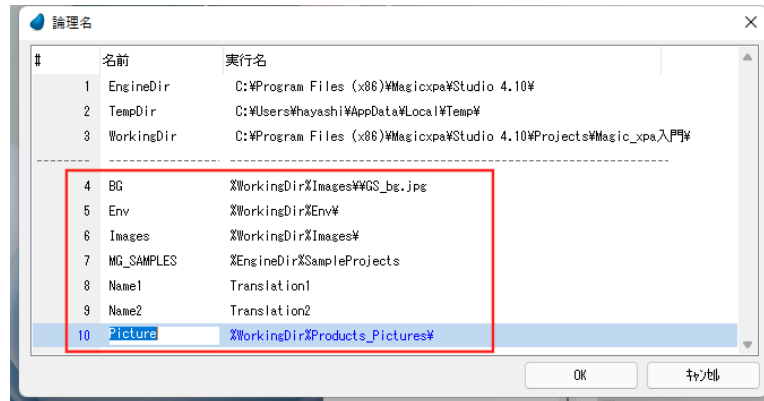 論理名
# 名前 実行名
1 EngineDir C:¥Program Files (x86)¥Magicxpa¥Studio 4.10¥
2 TempDir C:¥Users¥hayashi¥AppData¥Local¥Temp¥
3 WorkingDir C:¥Program Files (x86)¥Magicxpa¥Studio 4.10¥Projects¥Magic_xpa入門¥
4 BG %WorkingDir%Images¥¥GS_bg.jpg
5 Env %WorkingDir%Env¥
6 Images %WorkingDir%Images¥
7 MG_SAMPLES %EngineDir%SampleProjects
8 Name1 Translation1
9 Name2 Translation2
10 Picture %WorkingDir%Products_Pictures¥
OK キャンセル